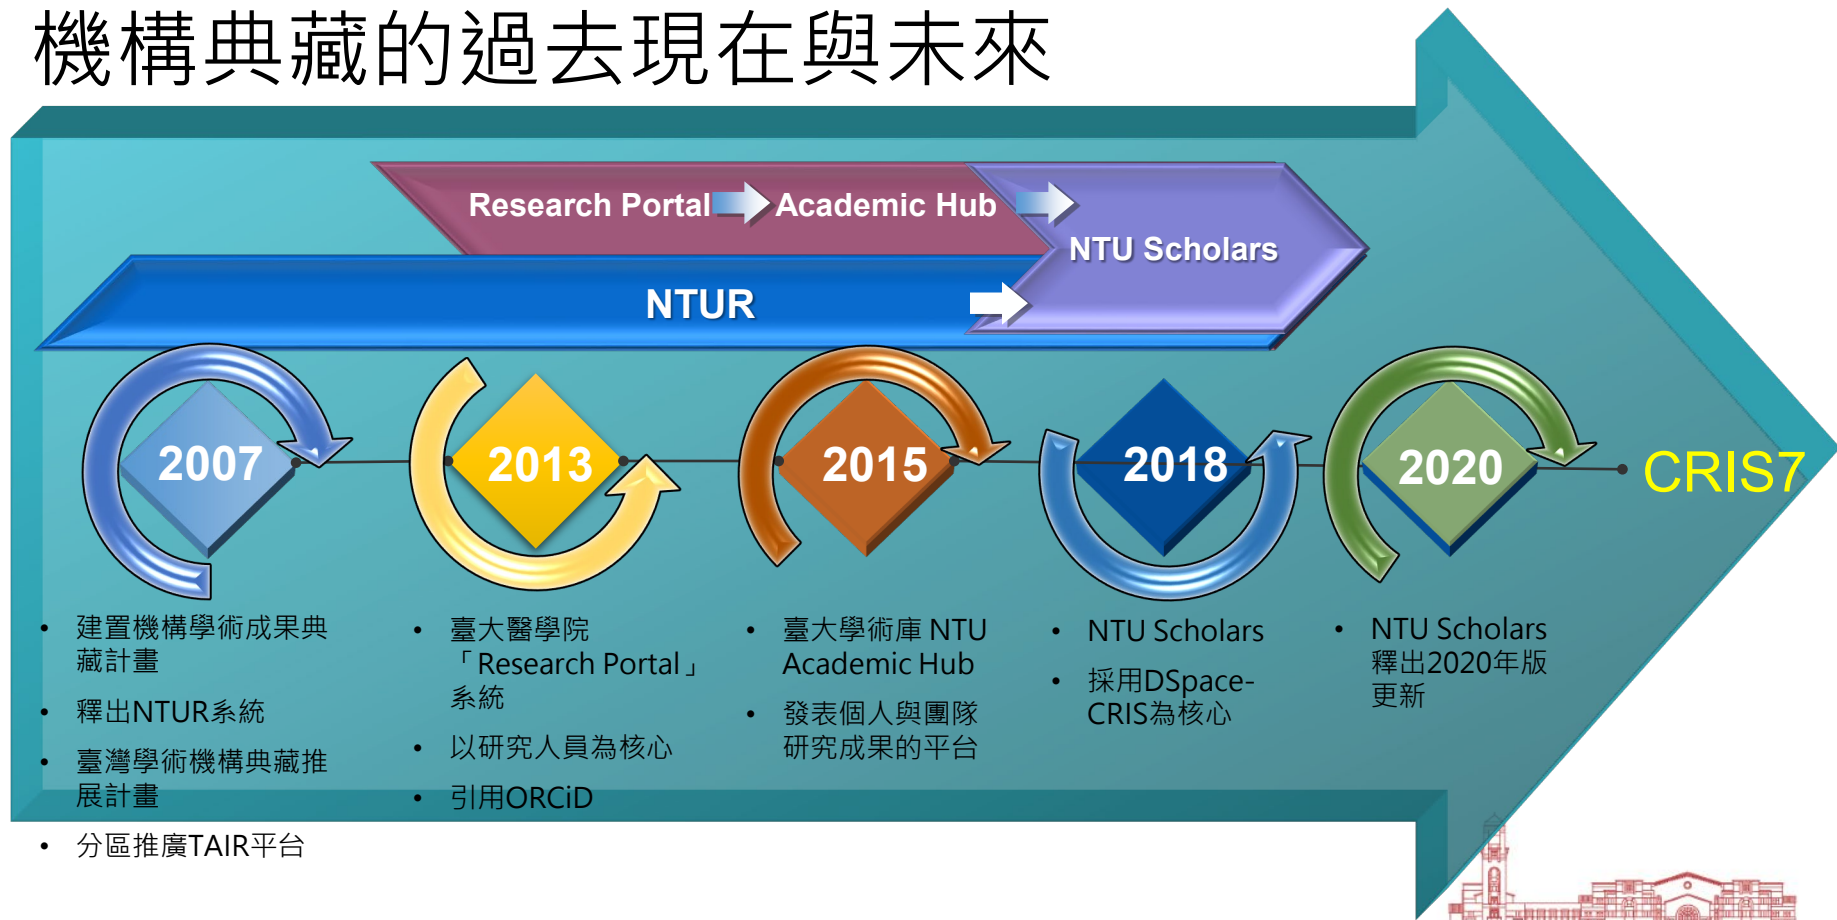 機構典藏的過去現在與未來
Research Portal
Academic Hub
NTU Scholars
NTUR
2007
2013
2015
2018
2020
CRIS7
• 建置機構學術成果典
藏計畫
• 釋出NTUR系統
• 臺灣學術機構典藏推
展計畫
• 分區推廣TAIR平台
• 臺大醫學院
「Research Portal」
系統
• 以研究人員為核心
• 引用ORCiD
• 臺大學術庫 NTU
Academic Hub
• 發表個人與團隊
研究成果的平台
• NTU Scholars
• 採用DSpace-
CRIS為核心
• NTU Scholars
釋出2020年版
更新